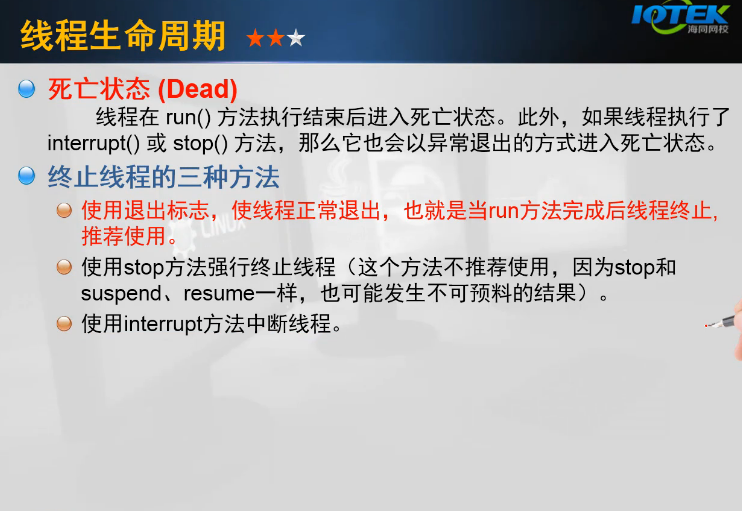 线程生命周期
IOTEK
海同网校
死亡状态 (Dead)
线程在 run() 方法执行结束后进入死亡状态。此外，如果线程执行了
interrupt() 或 stop() 方法，那么它也会以异常退出的方式进入死亡状态。
终止线程的三种方法
使用退出标志，使线程正常退出，也就是当run方法完成后线程终止,
推荐使用。
使用stop方法强行终止线程（这个方法不推荐使用，因为stop和
suspend、resume一样，也可能发生不可预料的结果）。
使用interrupt方法中断线程。
LINUX